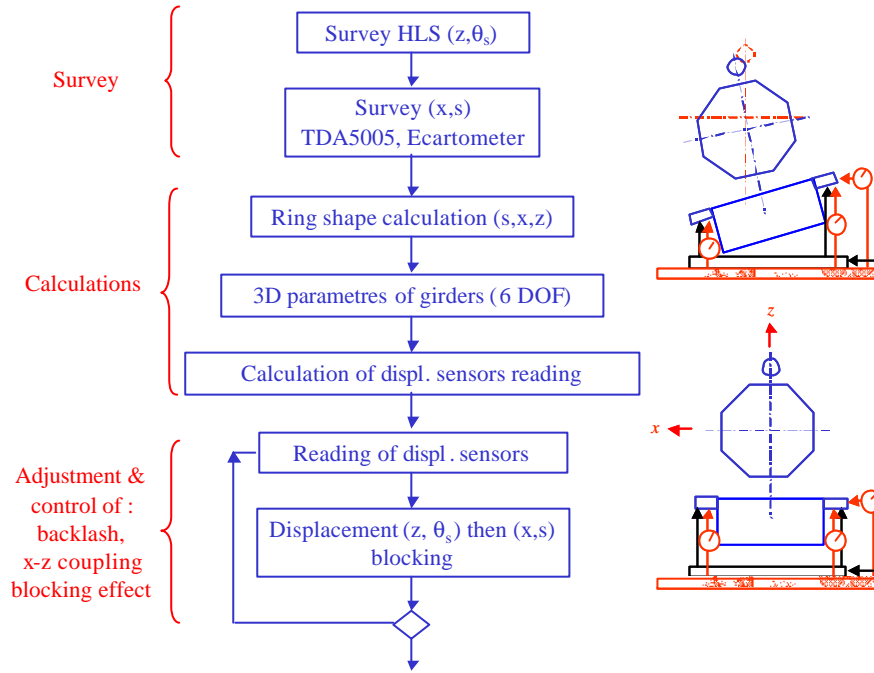 Survey HLS (z,θs)
Survey
Survey (x,s)
TDA5005, Ecartometer
Ring shape calculation (s,x,z)
Calculations
3D parametres of girders (6 DOF)
Calculation of displ. sensors reading
Reading of displ. sensors
Adjustment &
control of :
backlash,
x-z coupling
blocking effect
Displacement (z, θs) then (x,s)
blocking
z
x